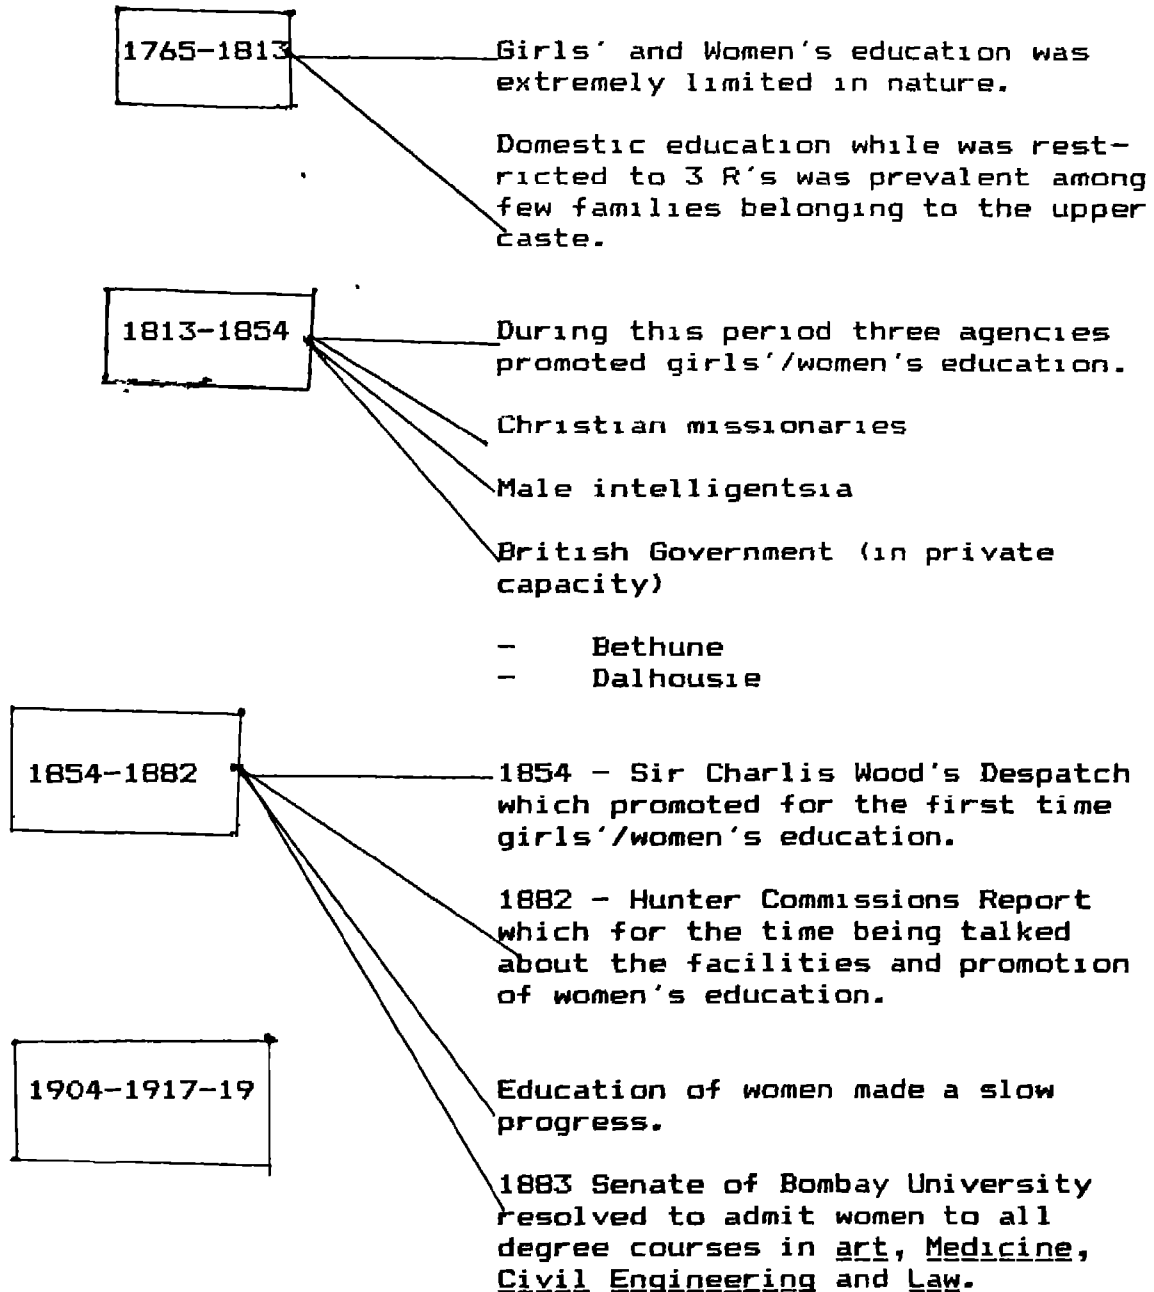 1765-1813
Girls' and Women's education was
extremely limited in nature.
Domestic education while was rest-
ricted to 3 R's was prevalent among
few families belonging to the upper
caste.
1813-1854
During this period three agencies
promoted girls'/women's education.
Christian missionaries
Male intelligentsia
British Government (in private
capacity)
- Bethune
- Dalhousie
1854-1882
1854 - Sir Charlis Wood's Despatch
which promoted for the first time
girls'/women's education.
1882 - Hunter Commissions Report
which for the time being talked
about the facilities and promotion
of women's education.
1904-1917-19
Education of women made a slow
progress.
1883 Senate of Bombay University
resolved to admit women to all
degree courses in art, Medicine,
Civil Engineering and Law.